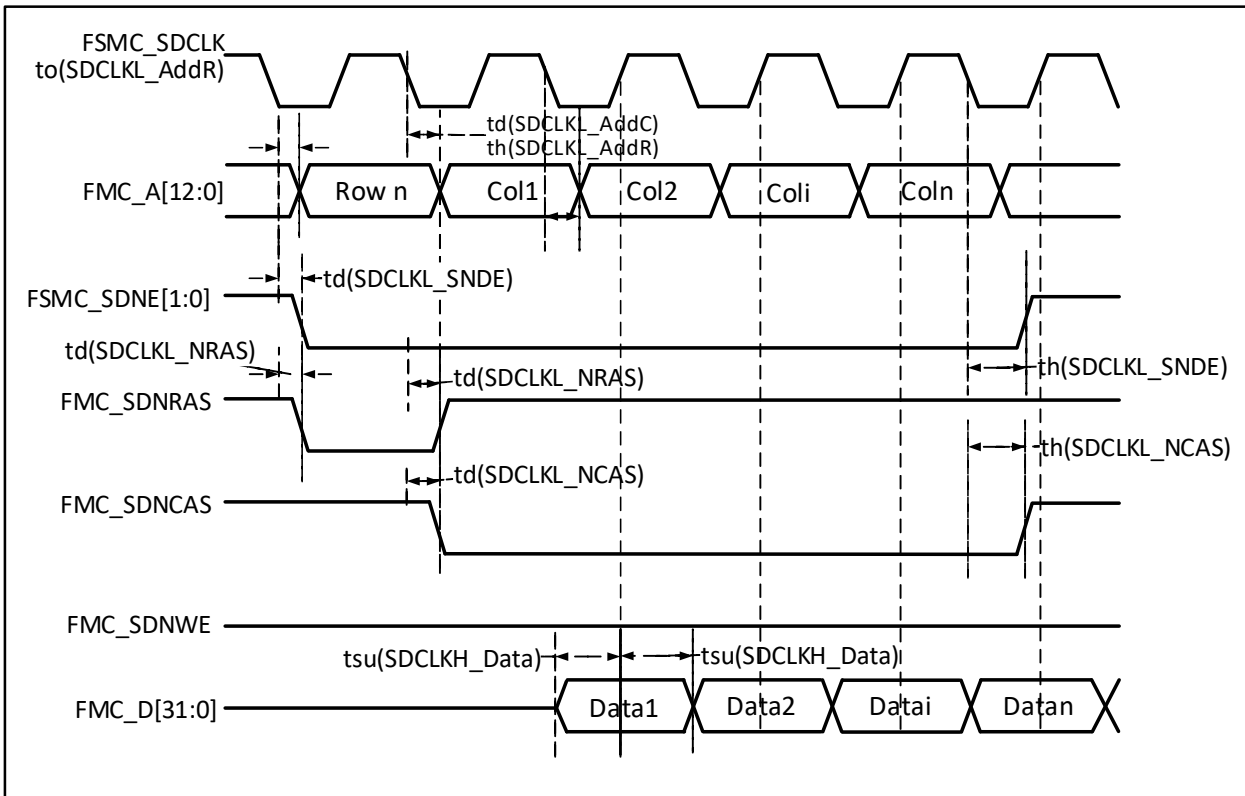 FSMC_SDCLK
to(SDCLKL_AddR)
td(SDCLKL_AddC)
th(SDCLKL_AddR)
FMC_A[12:0]
Row n
Col1
Col2
Coli
Coln
td(SDCLKL_SNDE)
FSMC_SDNE[1:0]
td(SDCLKL_NRAS)
td(SDCLKL_NRAS)
th(SDCLKL_SNDE)
FMC_SDNRAS
th(SDCLKL_NCAS)
td(SDCLKL_NCAS)
FMC_SDNCAS
FMC_SDNWE
tsu(SDCLKH_Data)
tsu(SDCLKH_Data)
FMC_D[31:0]
Data1
Data2
Datai
Datan